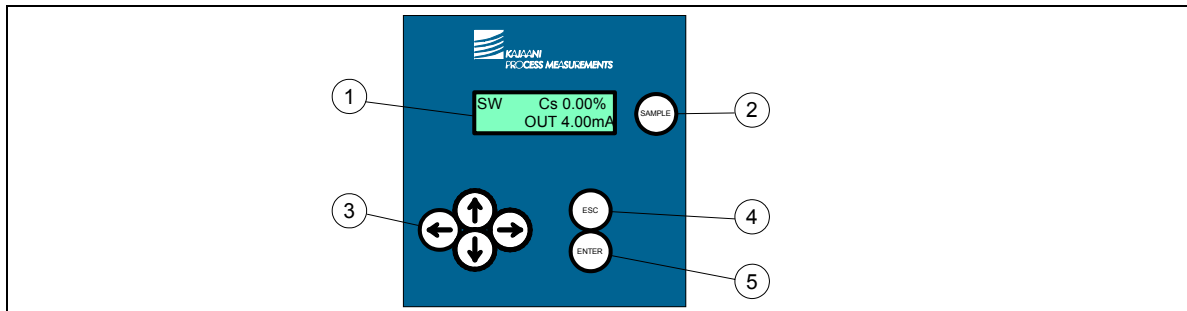 KAJAANI
PROCESS MEASUREMENTS
1
SW Cs 0.00%
OUT 4.00mA
SAMPLE
2
3
ESC
4
ENTER
5